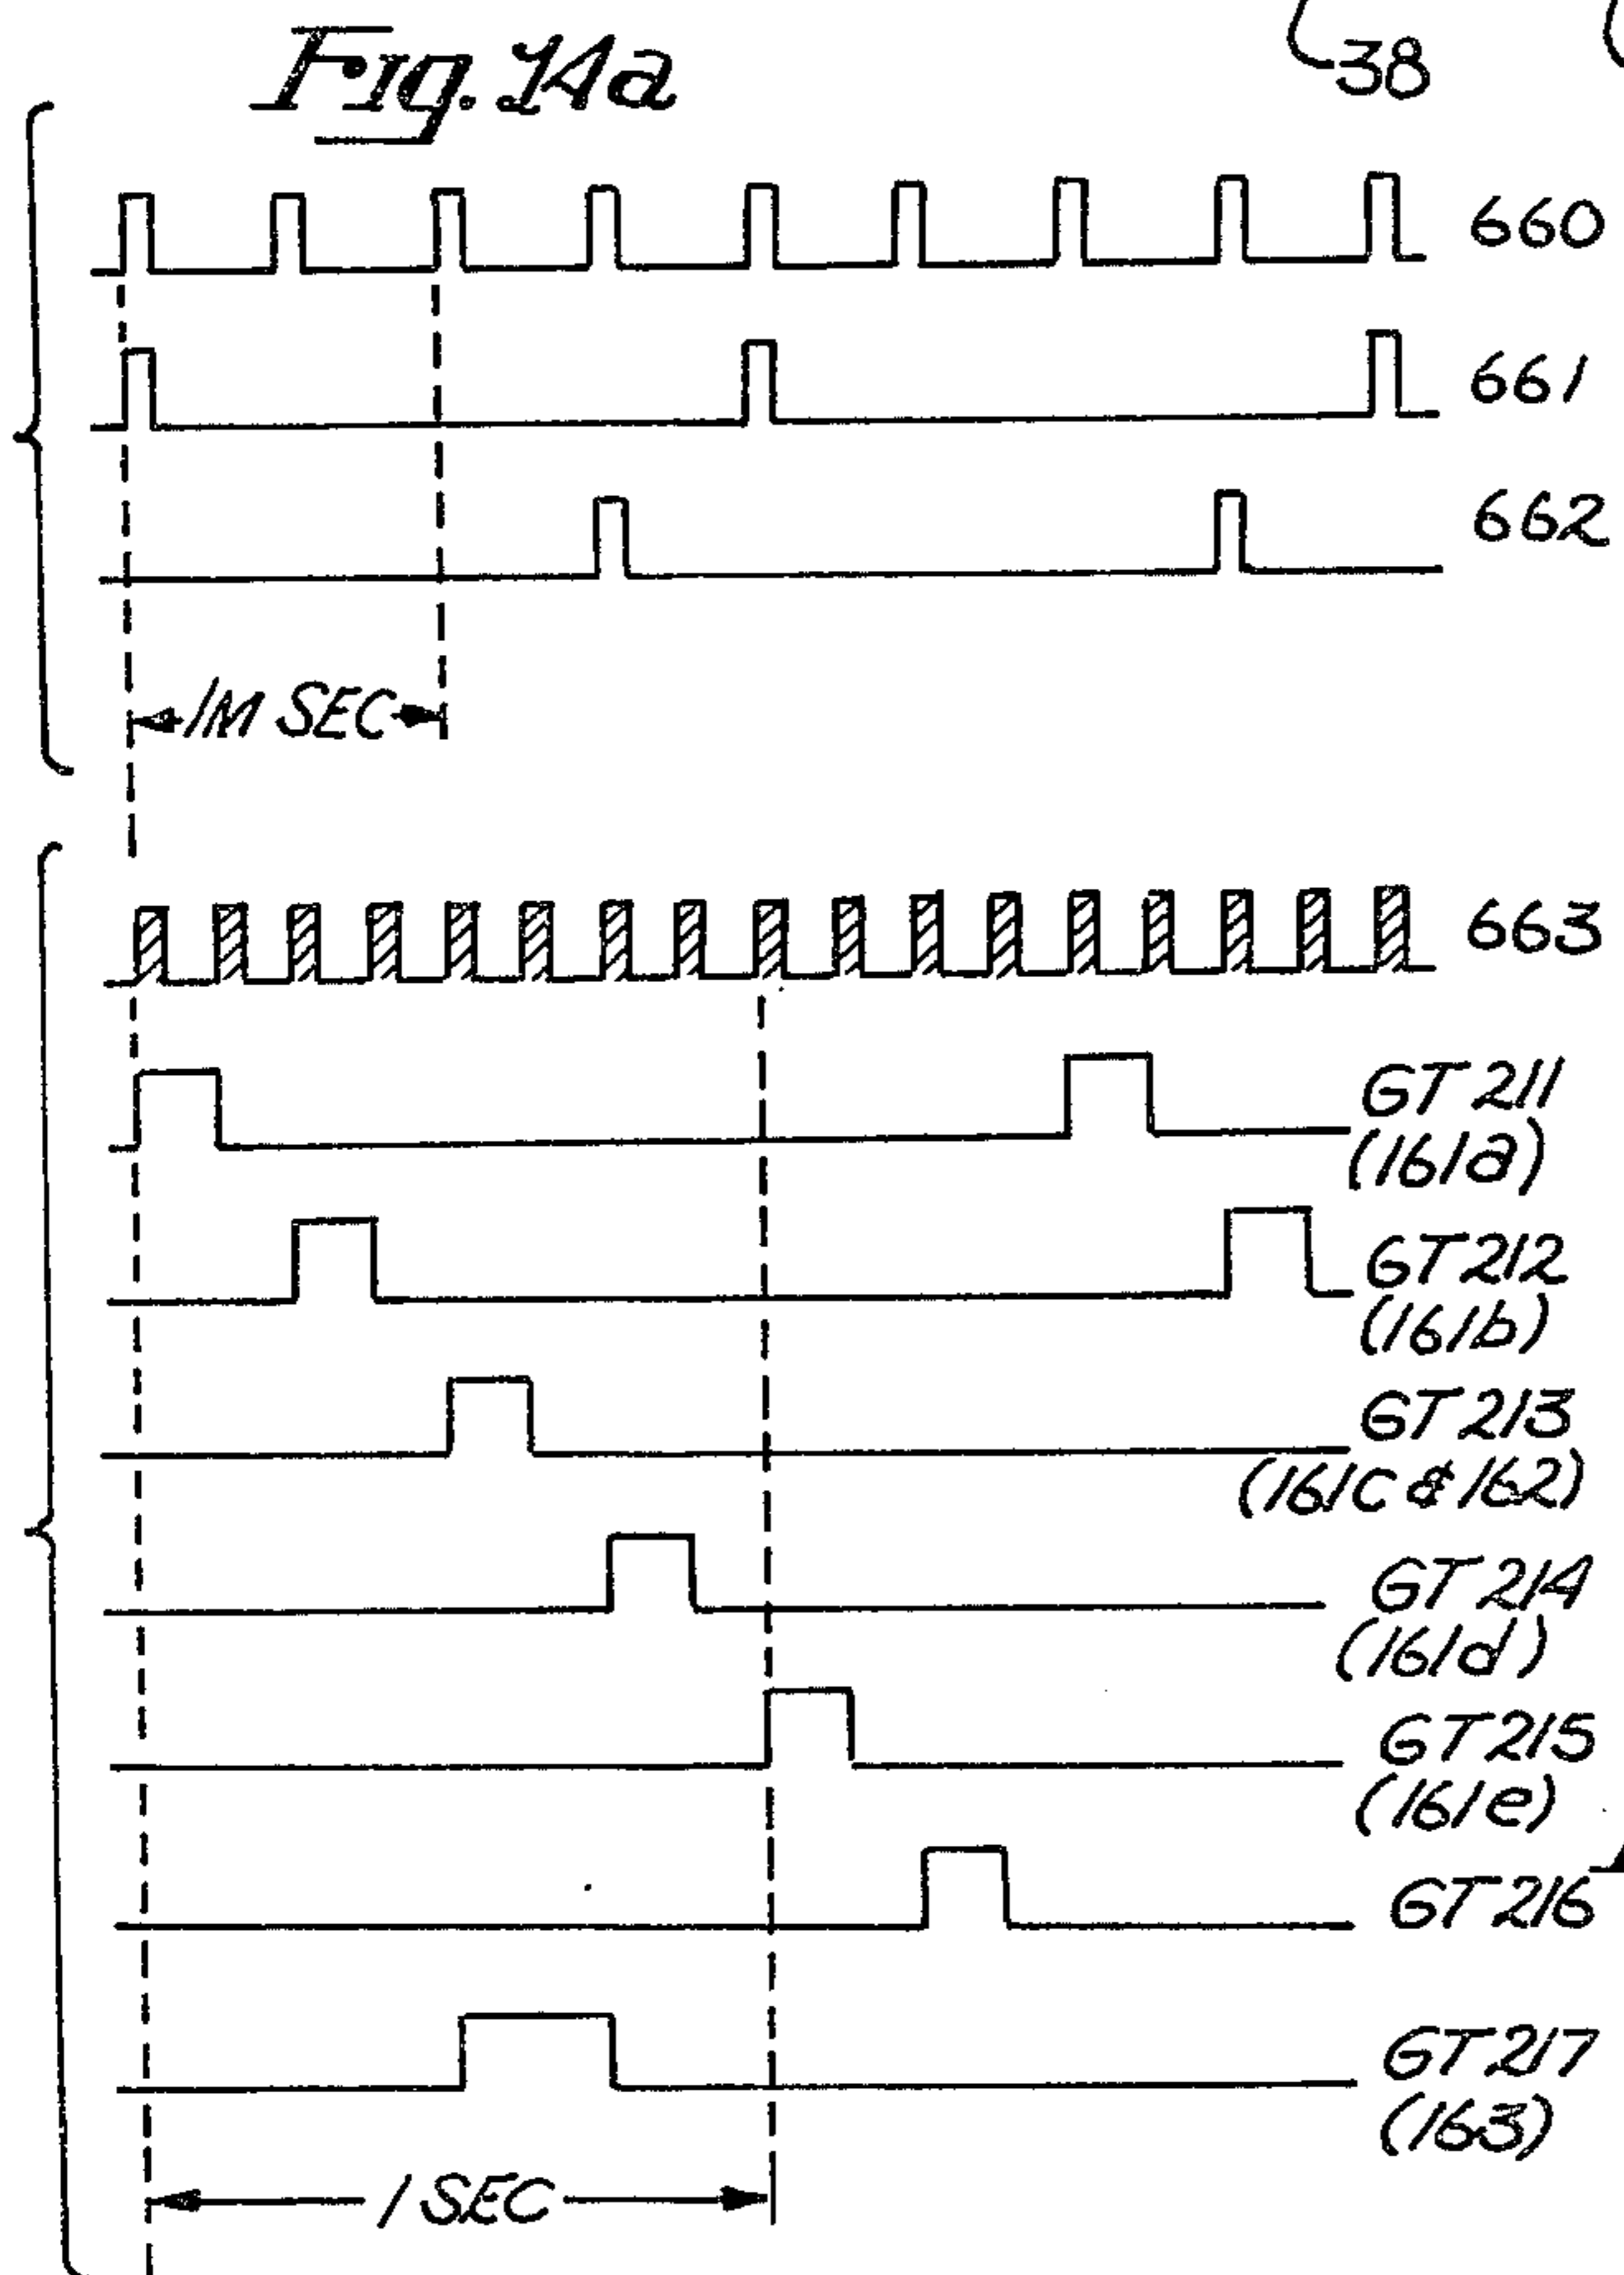 Fig. 14a
38
660
661
662
1M SEC
663
GT 211
(161a)
GT 212
(161b)
GT 213
(161c & 162)
GT 214
(161d)
GT 215
(161e)
GT 216
GT 217
(163)
1 SEC